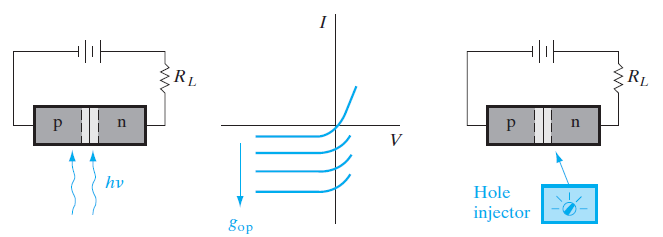 R_L
p n
hν
I
V
g_op
R_L
p n
Hole
injector